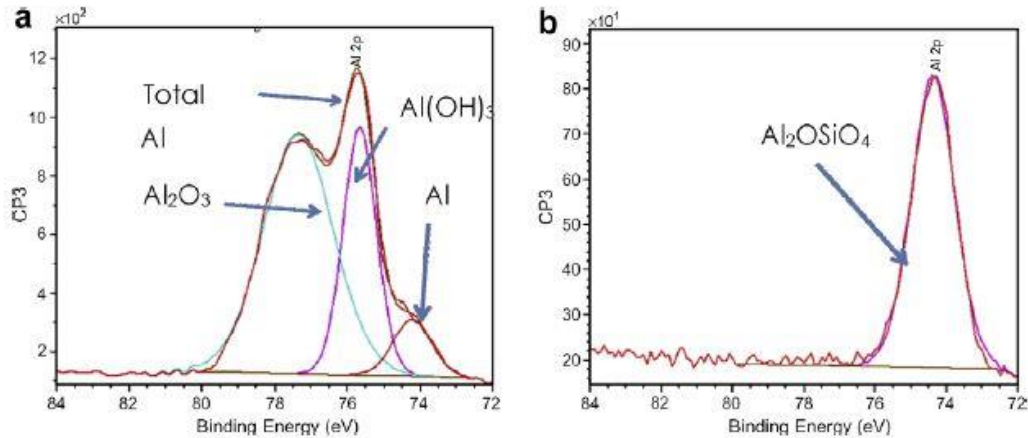 a
×10²
Al 2p
12
10
8
6
4
2
CP3
Total
Al
Al(OH)₃
Al₂O₃
Al
84
82
80
78
76
74
72
Binding Energy (eV)
b
×10¹
Al 2p
90
80
70
60
50
40
30
20
CP3
Al₂OSiO₄
84
82
80
78
76
74
72
Binding Energy (eV)